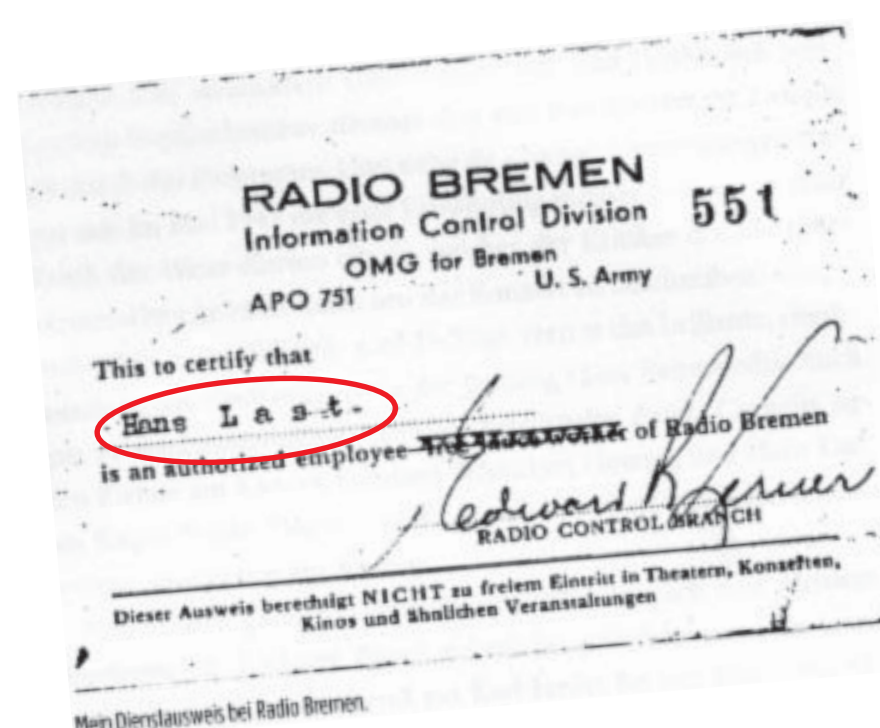 RADIO BREMEN
551
Information Control Division
OMG for Bremen
APO 751 U. S. Army
This to certify that
- Hans Last -
is an authorized employee of Radio Bremen
RADIO CONTROL BRANCH
Dieser Ausweis berechtigt NICHT zu freiem Eintritt in Theatern, Konzerten,
Kinos und ähnlichen Veranstaltungen
Mein Dienstausweis bei Radio Bremen.